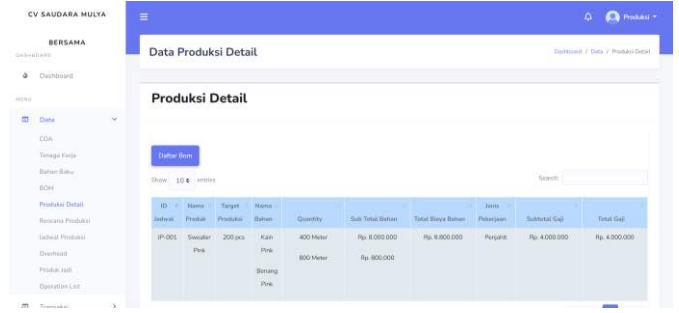 CV SAUDARA MULYA
BERSAMA
DASHBOARD
Dashboard
MENU
Data
COA
Tenaga Kerja
Bahan Baku
BOM
Produksi Detail
Rencana Produksi
Jadwal Produksi
Overhead
Produk Jadi
Operation List
Transaksi
Produksi
Data Produksi Detail
Dashboard / Data / Produksi Detail
Produksi Detail
Daftar Bom
Show 10 entries
Search:
ID Jadwal Nama Produk Target Produksi Nama Bahan Quantity Sub Total Bahan Total Biaya Bahan Jenis Pekerjaan Subtotal Gaji Total Gaji
JP-001 Sweater Pink 200 pcs Kain Pink 400 Meter Rp. 8.000.000 Rp. 8.800.000 Penjahit Rp. 4.000.000 Rp. 4.000.000
Benang Pink 800 Meter Rp. 800.000